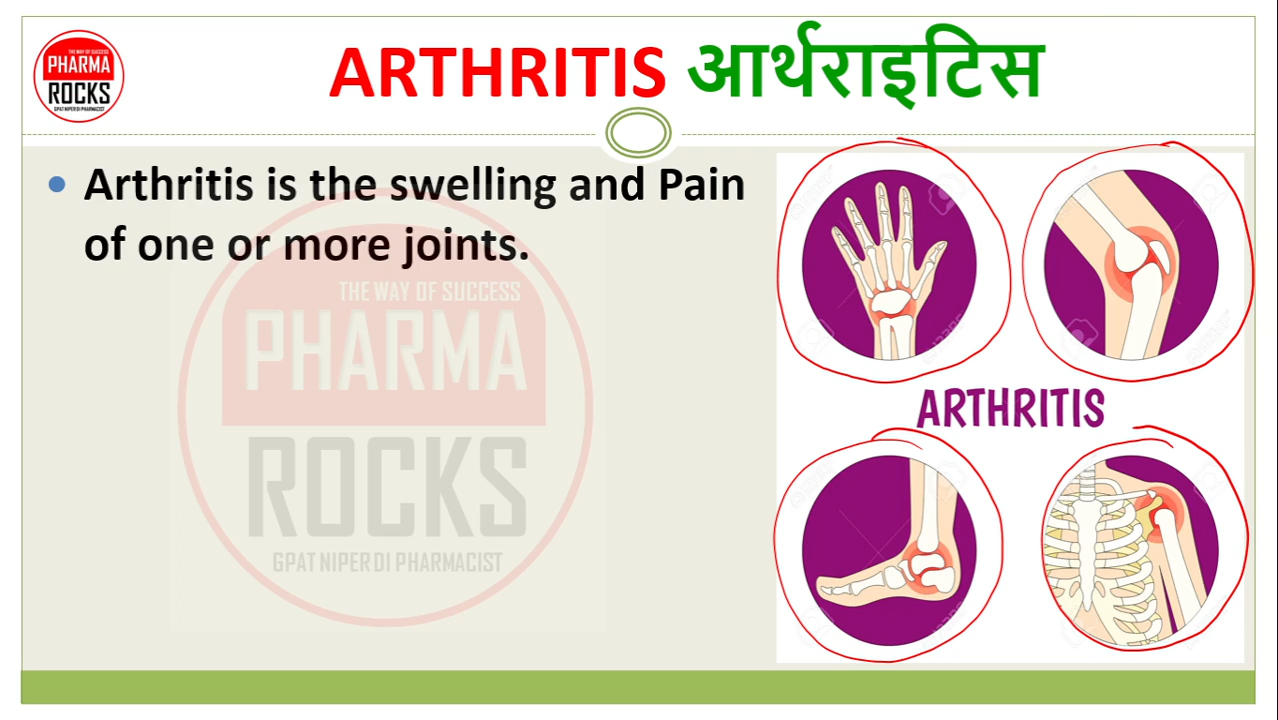 THE WAY OF SUCCESS
PHARMA
ROCKS
GPAT NIPER DI PHARMACIST
ARTHRITIS आर्थराइटिस
• Arthritis is the swelling and Pain
of one or more joints.
THE WAY OF SUCCESS
PHARMA
ROCKS
GPAT NIPER DI PHARMACIST
ARTHRITIS